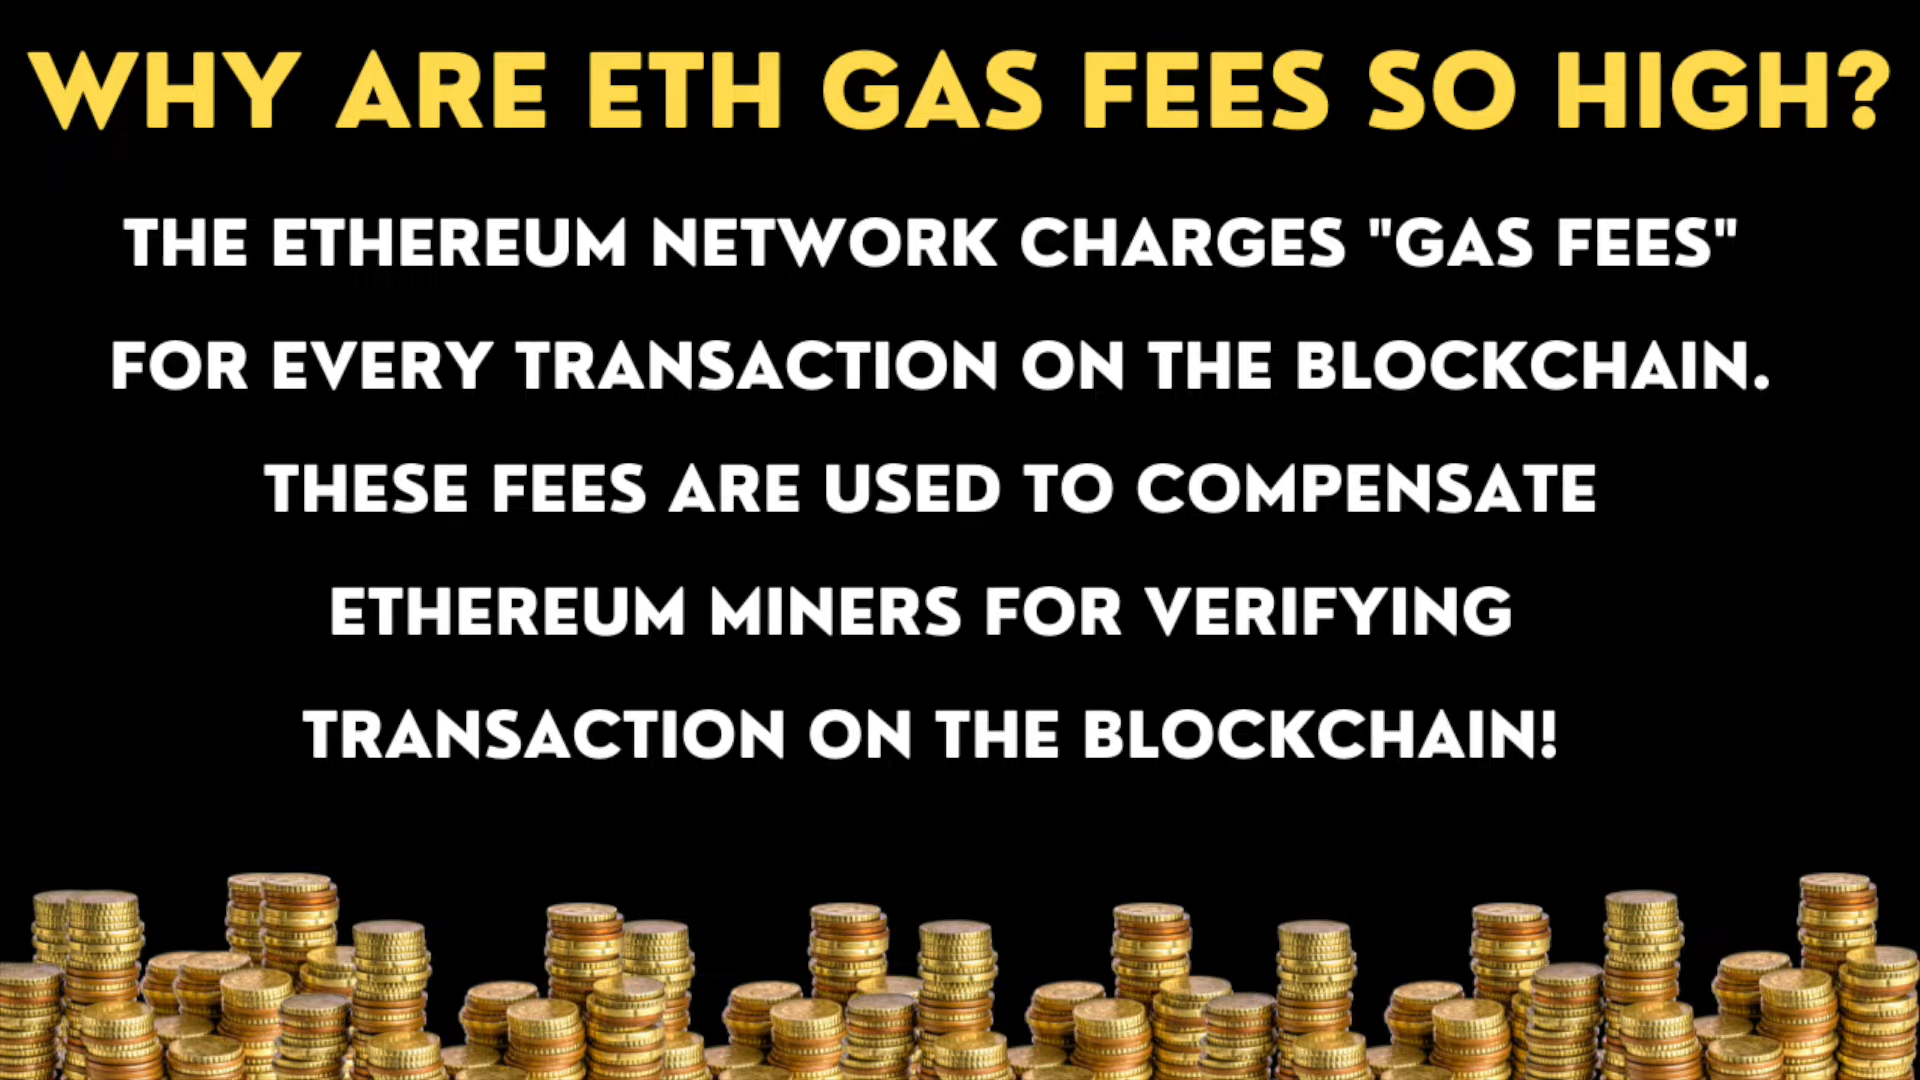 WHY ARE ETH GAS FEES SO HIGH?
THE ETHEREUM NETWORK CHARGES "GAS FEES"
FOR EVERY TRANSACTION ON THE BLOCKCHAIN.
THESE FEES ARE USED TO COMPENSATE
ETHEREUM MINERS FOR VERIFYING
TRANSACTION ON THE BLOCKCHAIN!